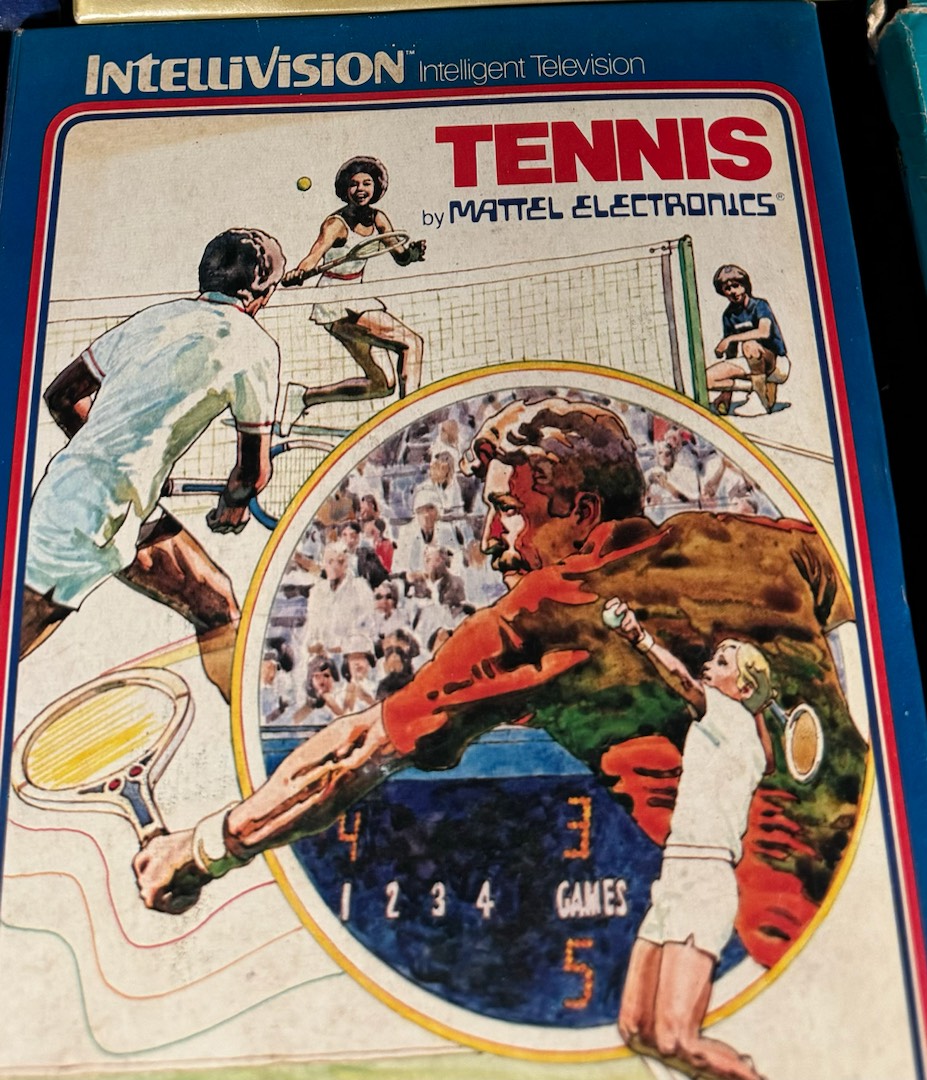 INTELLIVISION™ Intelligent Television
TENNIS
by MATTEL ELECTRONICS®
4 3
1 2 3 4 GAMES
5